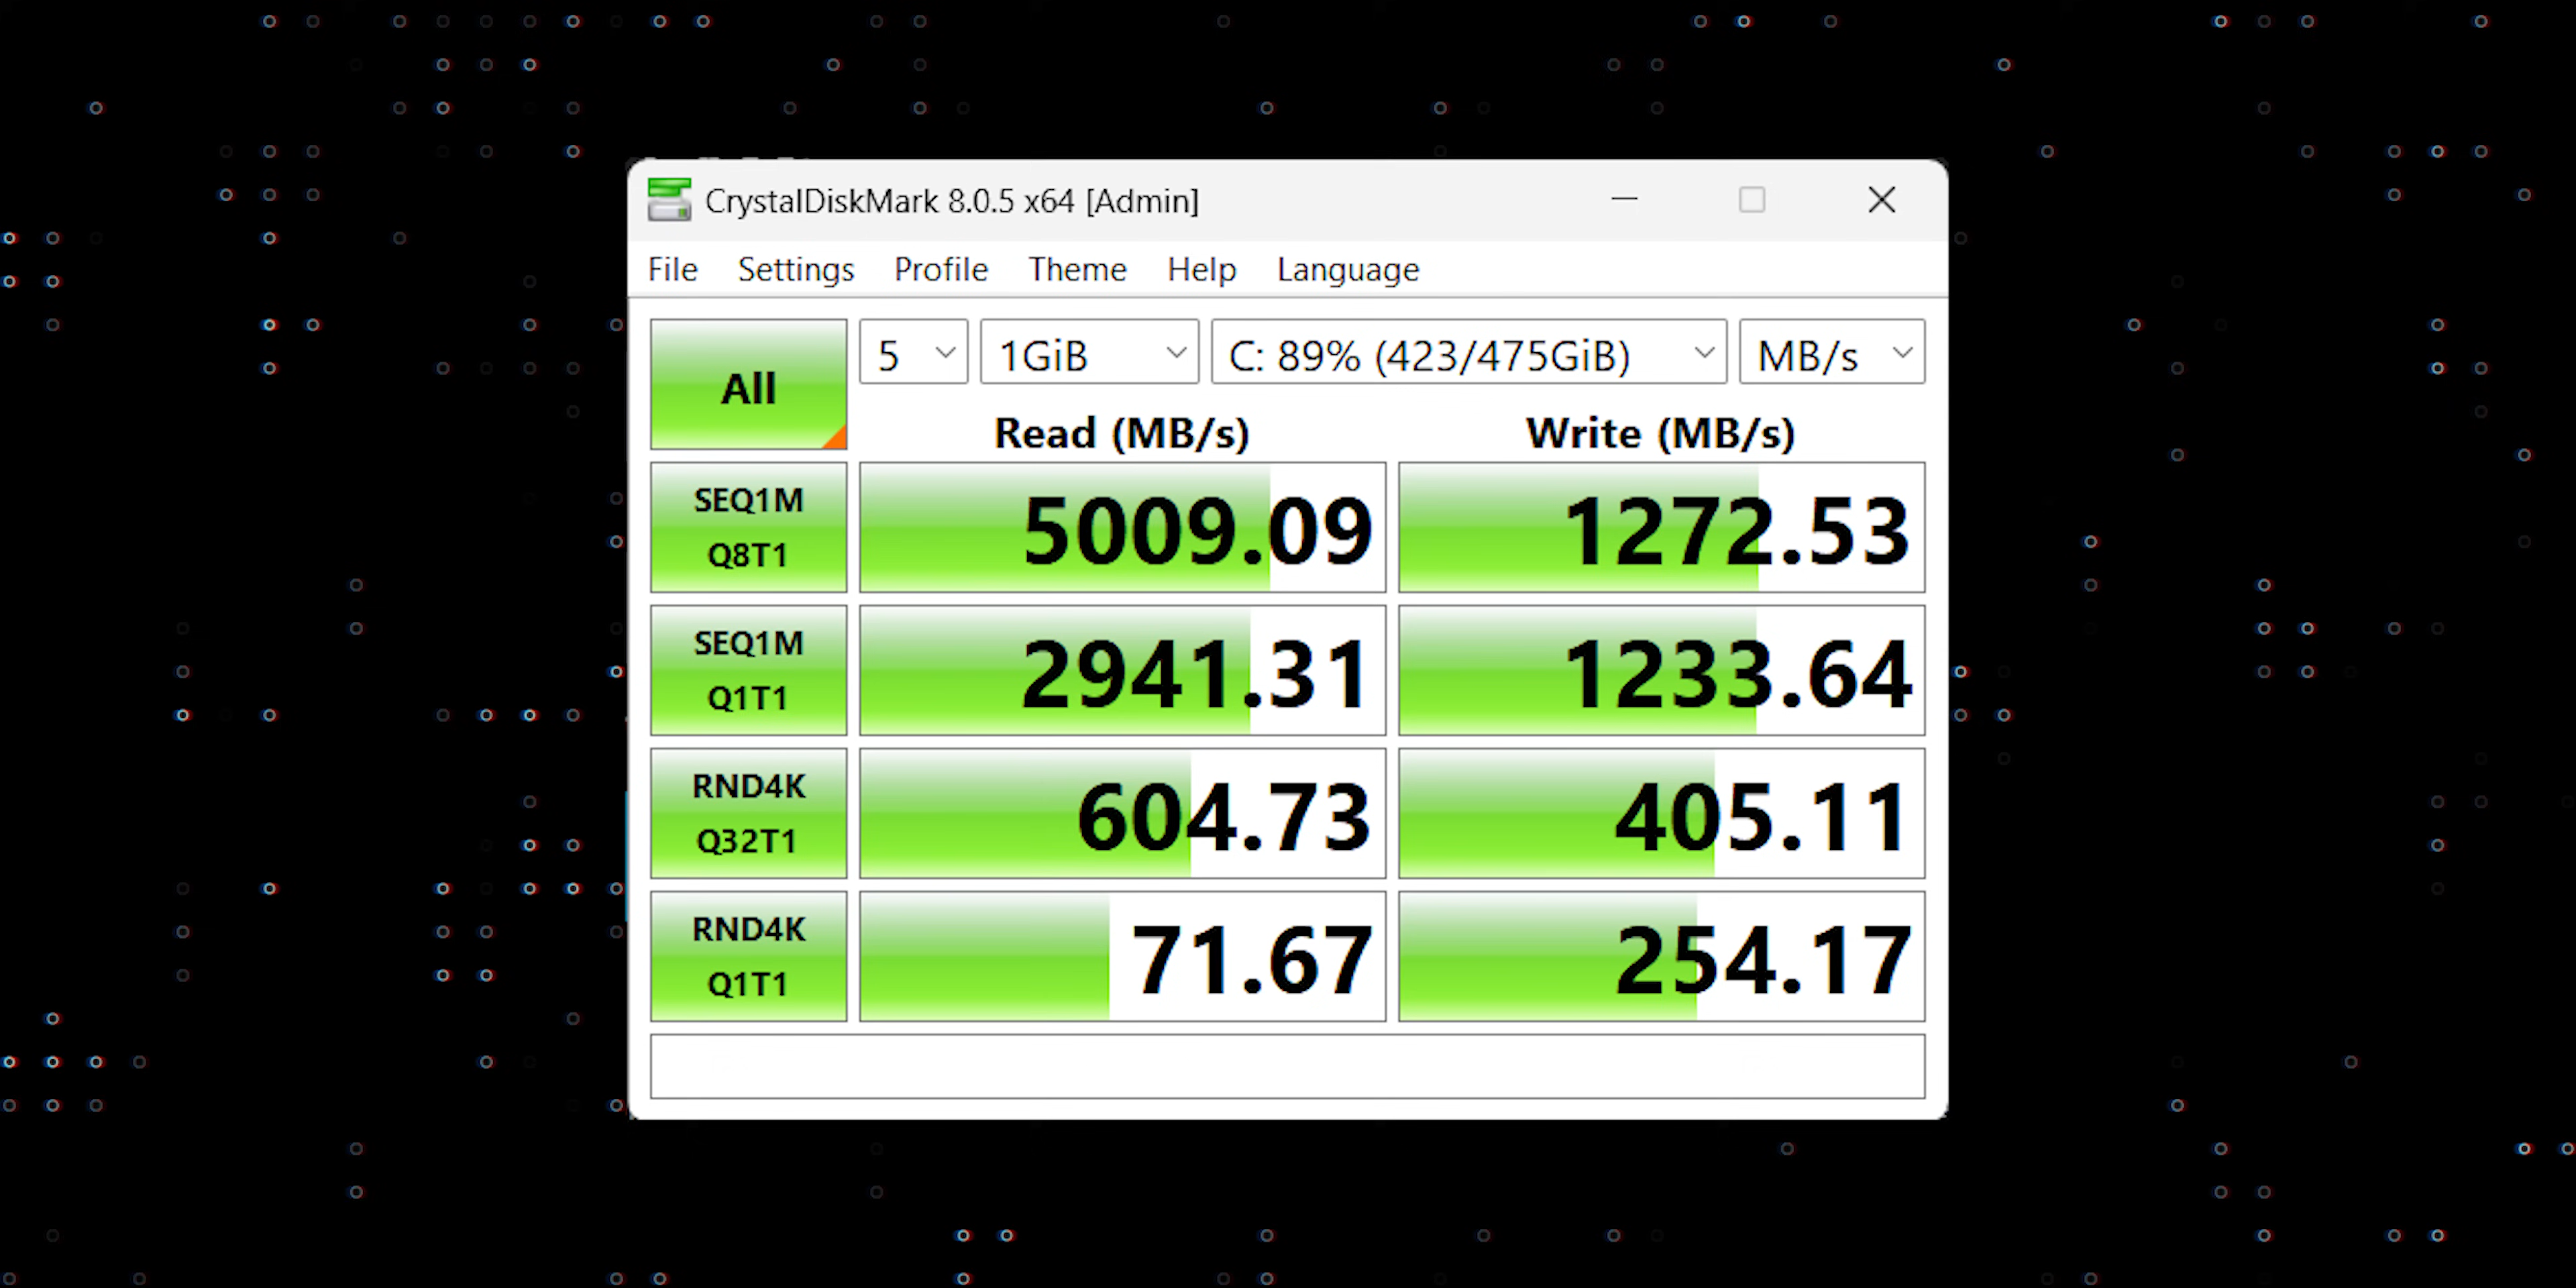 CrystalDiskMark 8.0.5 x64 [Admin]
File Settings Profile Theme Help Language
All 5 1GiB C: 89% (423/475GiB) MB/s
Read (MB/s) Write (MB/s)
SEQ1M
Q8T1
5009.09 1272.53
SEQ1M
Q1T1
2941.31 1233.64
RND4K
Q32T1
604.73 405.11
RND4K
Q1T1
71.67 254.17